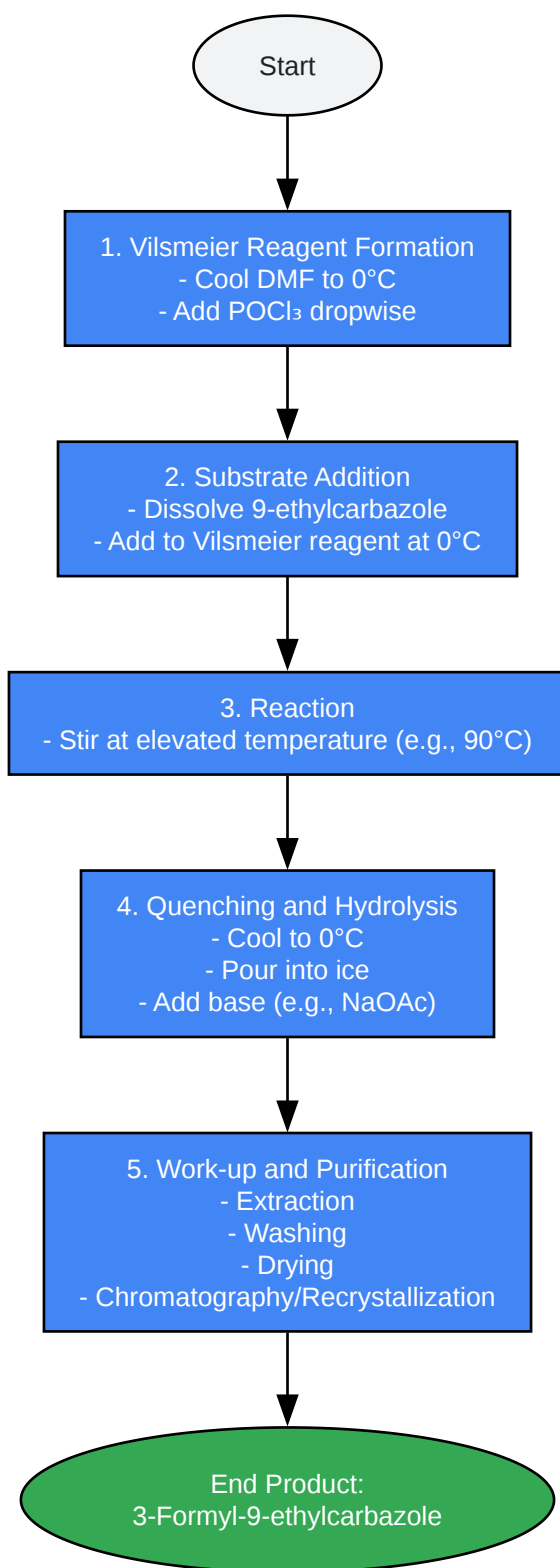 Start
1. Vilsmeier Reagent Formation
- Cool DMF to 0°C
- Add POCl₃ dropwise
2. Substrate Addition
- Dissolve 9-ethylcarbazole
- Add to Vilsmeier reagent at 0°C
3. Reaction
- Stir at elevated temperature (e.g., 90°C)
4. Quenching and Hydrolysis
- Cool to 0°C
- Pour into ice
- Add base (e.g., NaOAc)
5. Work-up and Purification
- Extraction
- Washing
- Drying
- Chromatography/Recrystallization
End Product:
3-Formyl-9-ethylcarbazole